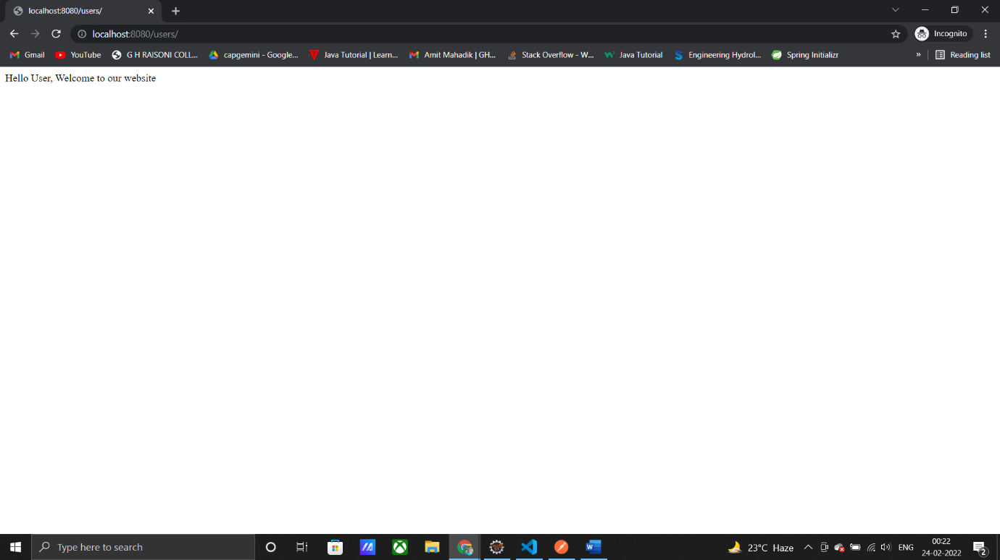 localhost:8080/users/
localhost:8080/users/
Incognito
Gmail YouTube G H RAISONI COLL... capgemini - Google... Java Tutorial | Learn... Amit Mahadik | GH... Stack Overflow - W... Java Tutorial Engineering Hydrol... Spring Initializr » Reading list
Hello User, Welcome to our website
Type here to search
23°C Haze
ENG
00:22
24-02-2022
2